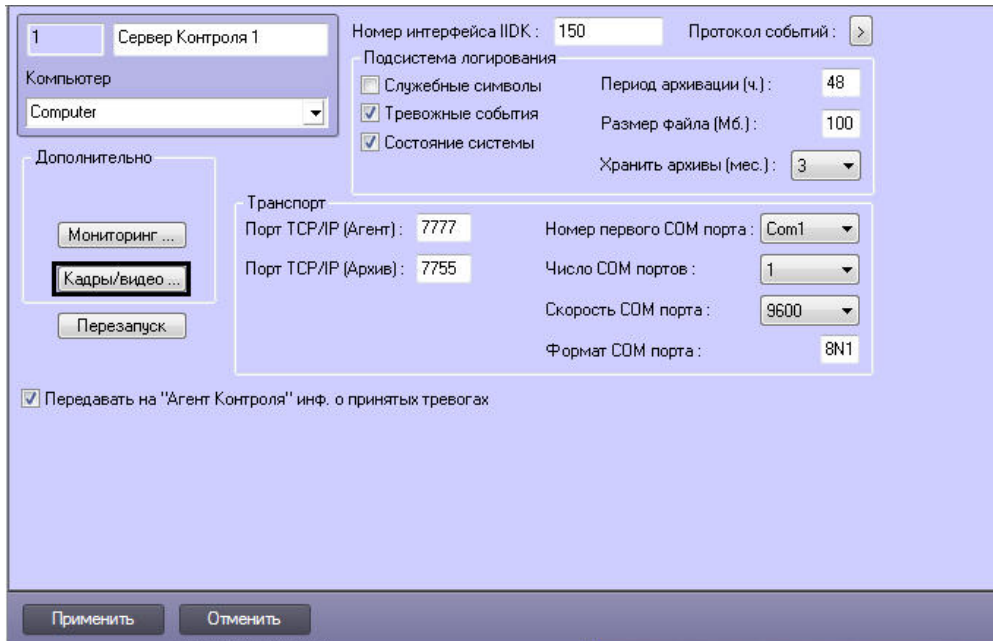 1 Сервер Контроля 1
Компьютер
Computer
Номер интерфейса IIDK : 150 Протокол событий : >
Подсистема логирования
Служебные символы
Тревожные события
Состояние системы
Период архивации (ч.) : 48
Размер файла (Мб.) : 100
Хранить архивы (мес.) : 3
Дополнительно
Мониторинг ...
Кадры/видео ...
Перезапуск
Транспорт
Порт TCP/IP (Агент) : 7777
Порт TCP/IP (Архив) : 7755
Номер первого COM порта : Com1
Число COM портов : 1
Скорость COM порта : 9600
Формат COM порта : 8N1
Передавать на "Агент Контроля" инф. о принятых тревогах
Применить Отменить